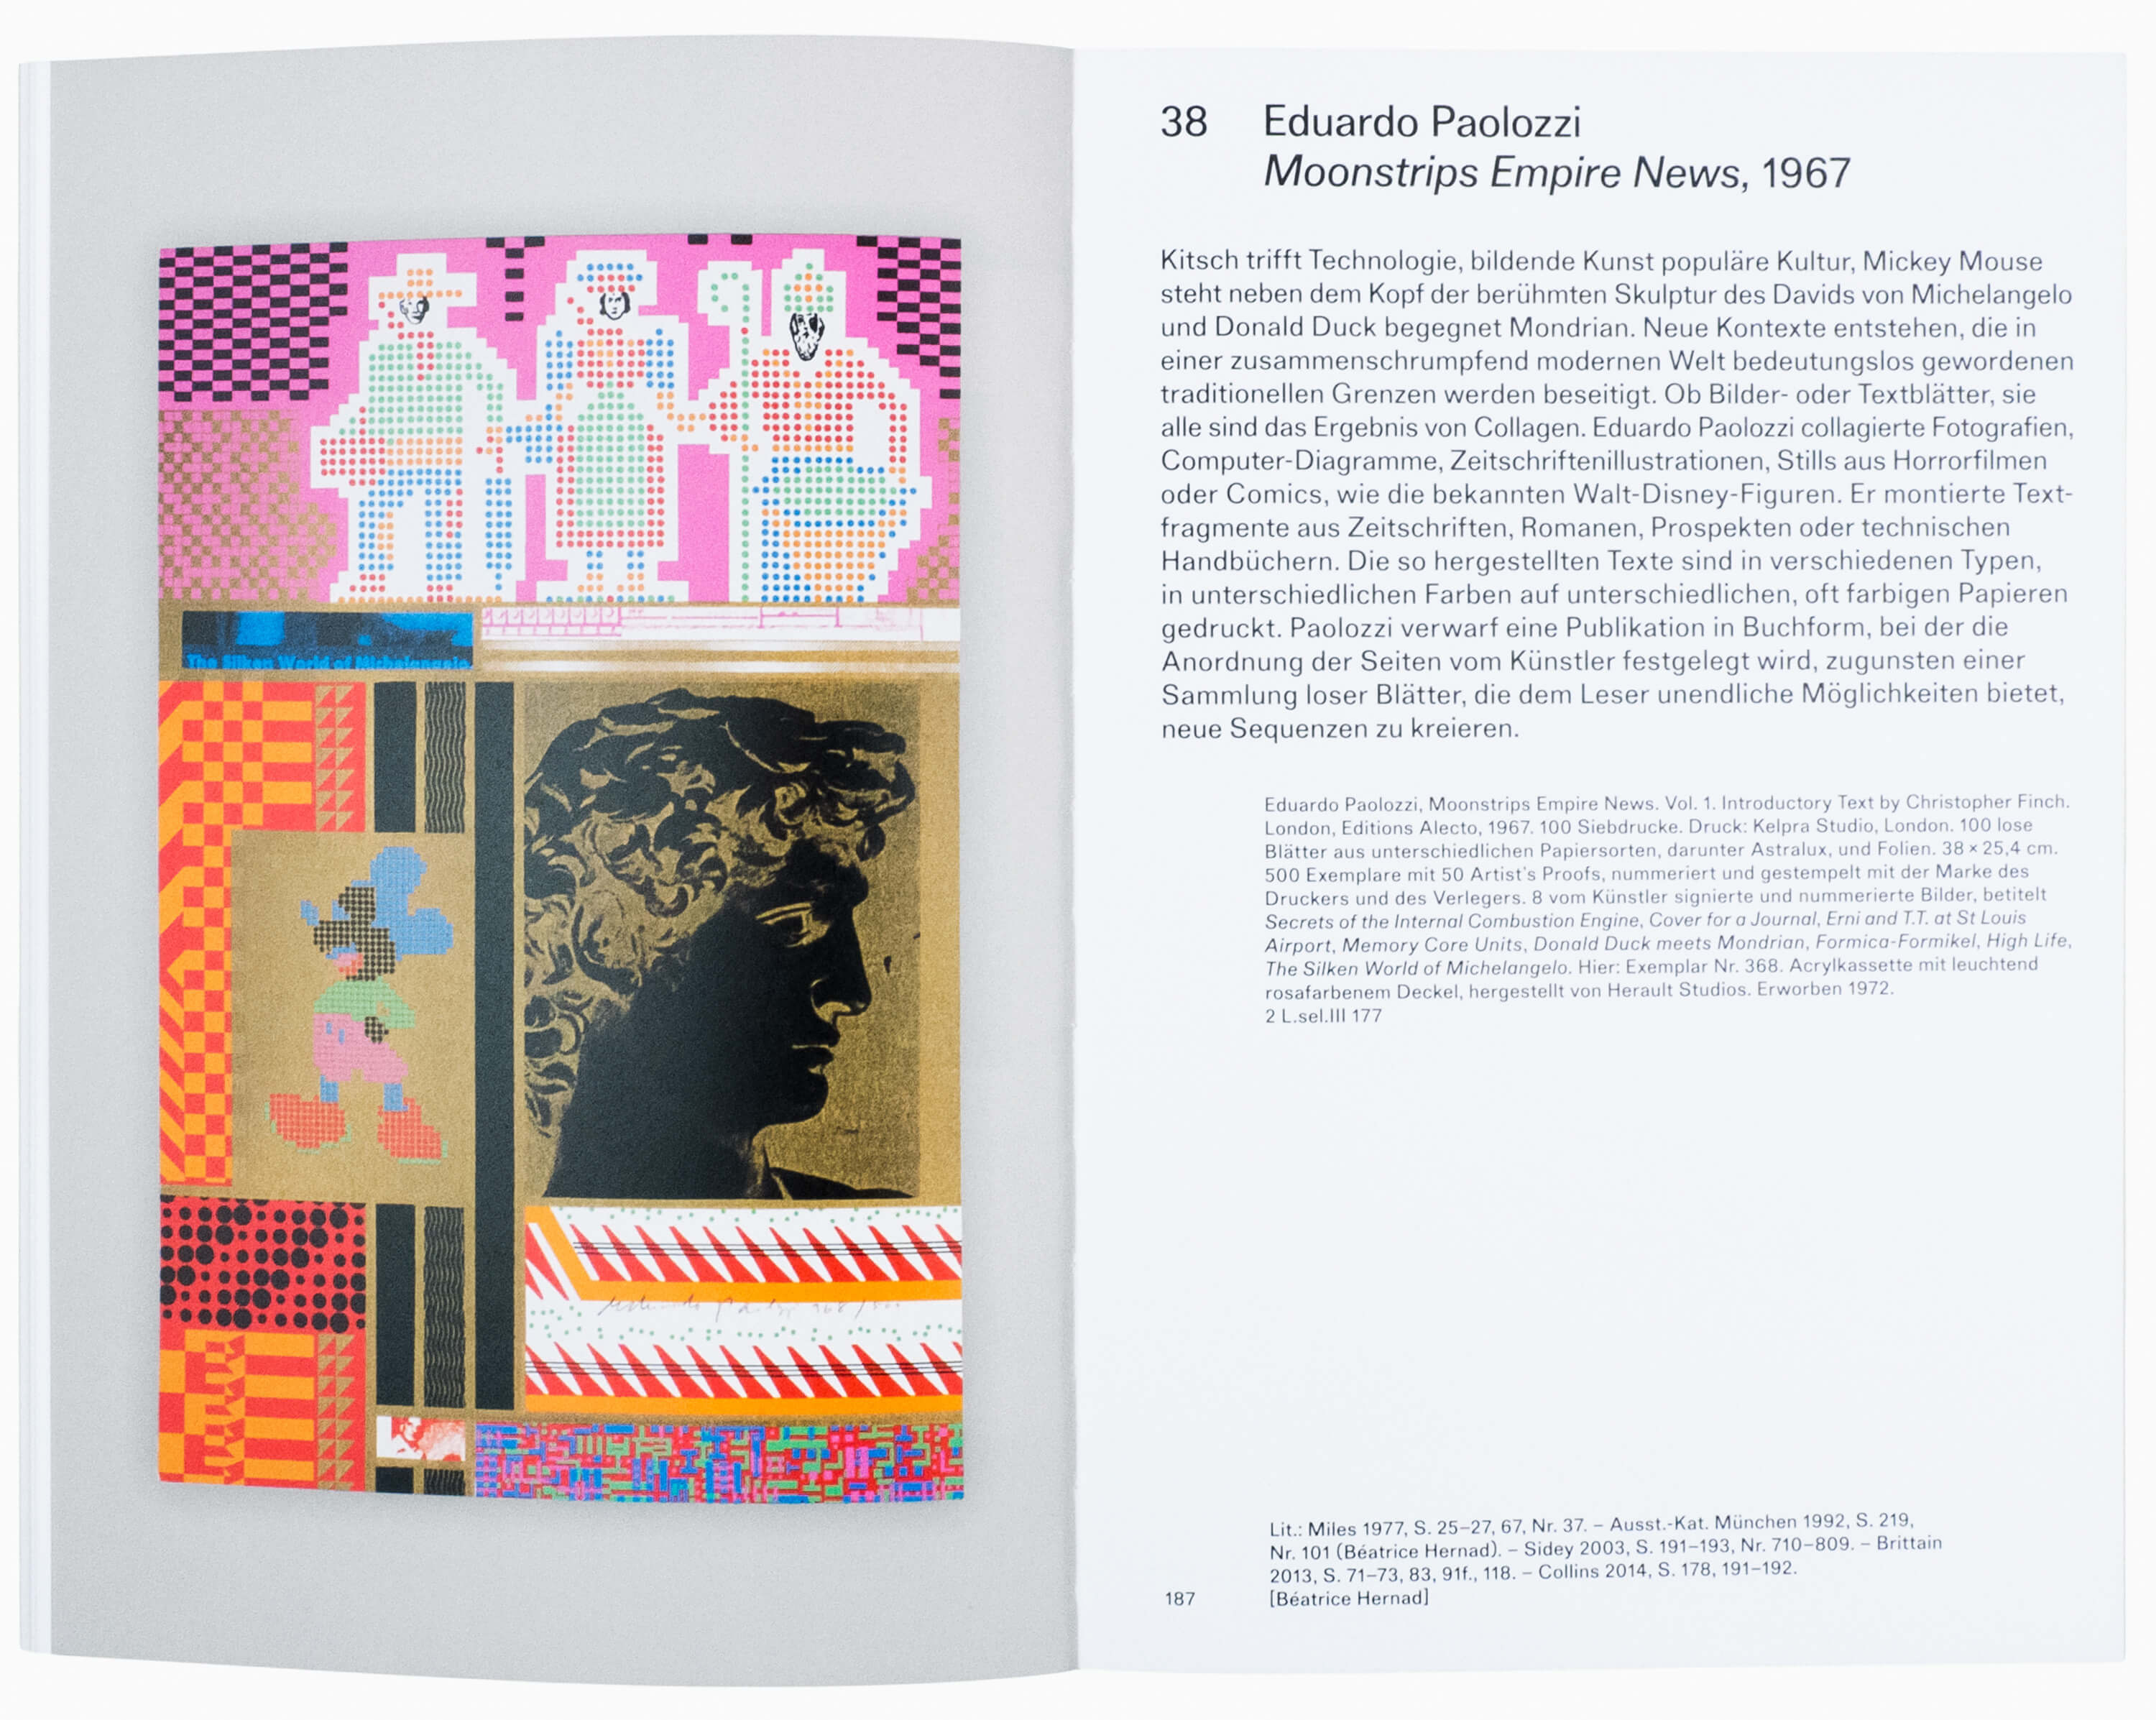 The Silken World of Michelangelo
38 Eduardo Paolozzi
Moonstrips Empire News, 1967
Kitsch trifft Technologie, bildende Kunst populäre Kultur, Mickey Mouse
steht neben dem Kopf der berühmten Skulptur des Davids von Michelangelo
und Donald Duck begegnet Mondrian. Neue Kontexte entstehen, die in
einer zusammenschrumpfend modernen Welt bedeutungslos gewordenen
traditionellen Grenzen werden beseitigt. Ob Bilder- oder Textblätter, sie
alle sind das Ergebnis von Collagen. Eduardo Paolozzi collagierte Fotografien,
Computer-Diagramme, Zeitschriftenillustrationen, Stills aus Horrorfilmen
oder Comics, wie die bekannten Walt-Disney-Figuren. Er montierte Text-
fragmente aus Zeitschriften, Romanen, Prospekten oder technischen
Handbüchern. Die so hergestellten Texte sind in verschiedenen Typen,
in unterschiedlichen Farben auf unterschiedlichen, oft farbigen Papieren
gedruckt. Paolozzi verwarf eine Publikation in Buchform, bei der die
Anordnung der Seiten vom Künstler festgelegt wird, zugunsten einer
Sammlung loser Blätter, die dem Leser unendliche Möglichkeiten bietet,
neue Sequenzen zu kreieren.
Eduardo Paolozzi, Moonstrips Empire News. Vol. 1. Introductory Text by Christopher Finch.
London, Editions Alecto, 1967. 100 Siebdrucke. Druck: Kelpra Studio, London. 100 lose
Blätter aus unterschiedlichen Papiersorten, darunter Astralux, und Folien. 38 × 25,4 cm.
500 Exemplare mit 50 Artist's Proofs, nummeriert und gestempelt mit der Marke des
Druckers und des Verlegers. 8 vom Künstler signierte und nummerierte Bilder, betitelt
Secrets of the Internal Combustion Engine, Cover for a Journal, Erni and T.T. at St Louis
Airport, Memory Core Units, Donald Duck meets Mondrian, Formica-Formikel, High Life,
The Silken World of Michelangelo. Hier: Exemplar Nr. 368. Acrylkassette mit leuchtend
rosafarbenem Deckel, hergestellt von Herault Studios. Erworben 1972.
2 L.sel.III 177
Lit.: Miles 1977, S. 25–27, 67, Nr. 37. – Ausst.-Kat. München 1992, S. 219,
Nr. 101 (Béatrice Hernad). – Sidey 2003, S. 191–193, Nr. 710–809. – Brittain
2013, S. 71–73, 83, 91f., 118. – Collins 2014, S. 178, 191–192.
187 [Béatrice Hernad]